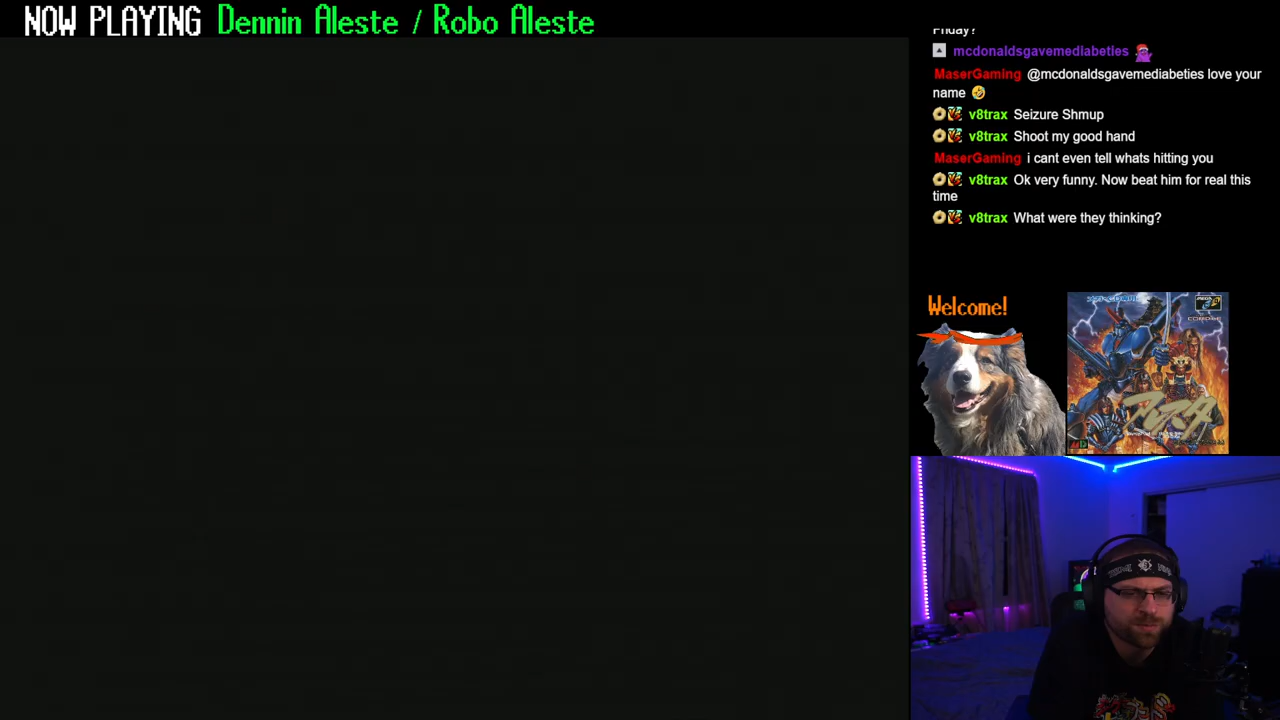 NOW PLAYING Dennin Aleste / Robo Aleste
Friday?
mcdonaldsgavemediabetIes
MaserGaming @mcdonaldsgavemediabeties love your
name 🤣
v8trax Seizure Shmup
v8trax Shoot my good hand
MaserGaming i cant even tell whats hitting you
v8trax Ok very funny. Now beat him for real this
time
v8trax What were they thinking?
Welcome!
COMPILE